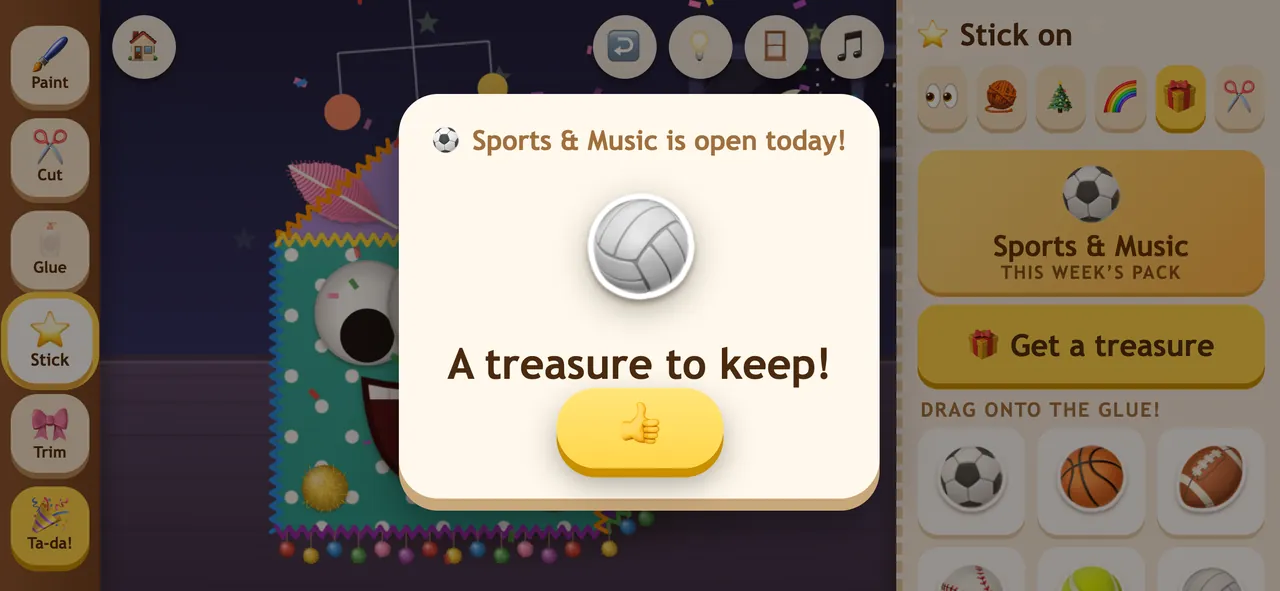 Paint
Cut
Glue
Stick
Trim
Ta-da!
Sports & Music is open today!
A treasure to keep!
Stick on
Sports & Music
THIS WEEK'S PACK
Get a treasure
DRAG ONTO THE GLUE!